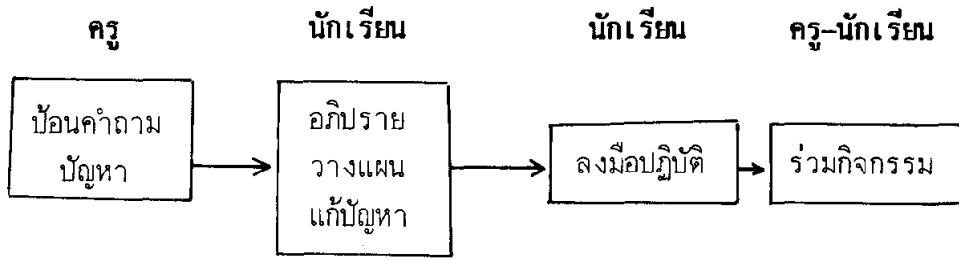 ครู นักเรียน นักเรียน ครู-นักเรียน
ป้อนคำถาม
ปัญหา
อภิปราย
วางแผน
แก้ปัญหา
ลงมือปฏิบัติ
ร่วมกิจกรรม